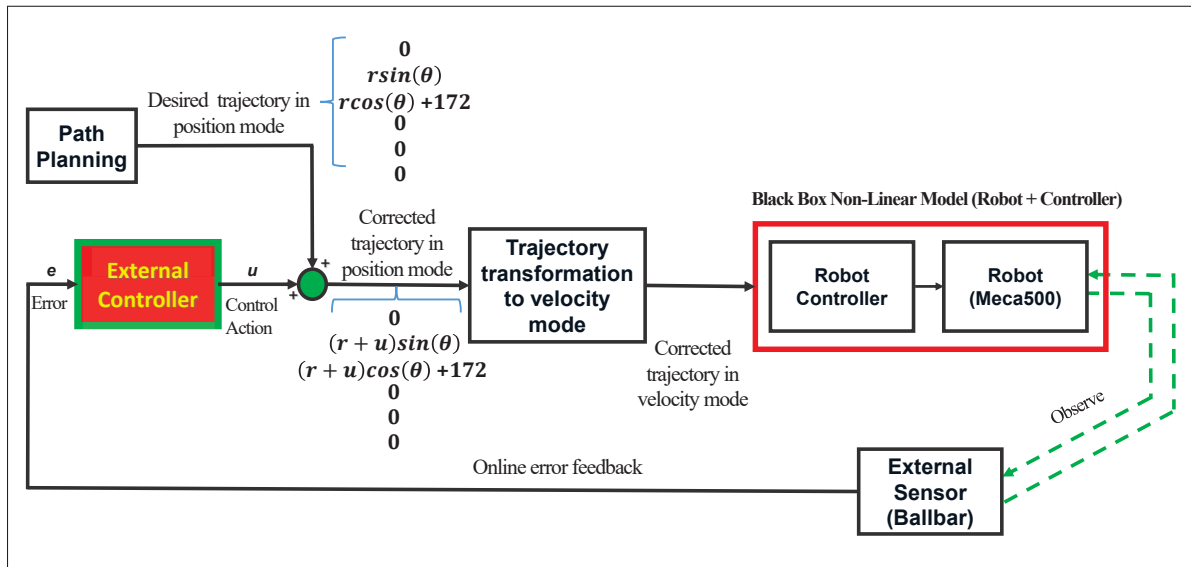 0
rsin(θ)
rcos(θ) +172
0
0
0
Desired trajectory in
position mode
Path
Planning
Black Box Non-Linear Model (Robot + Controller)
Corrected
trajectory in
position mode
Trajectory
transformation
to velocity
mode
Robot
Controller
Robot
(Meca500)
e
Error
External
Controller
u
Control
Action
+
+
0
(r + u)sin(θ)
(r + u)cos(θ) +172
0
0
0
Corrected
trajectory in
velocity mode
Observe
Online error feedback
External
Sensor
(Ballbar)